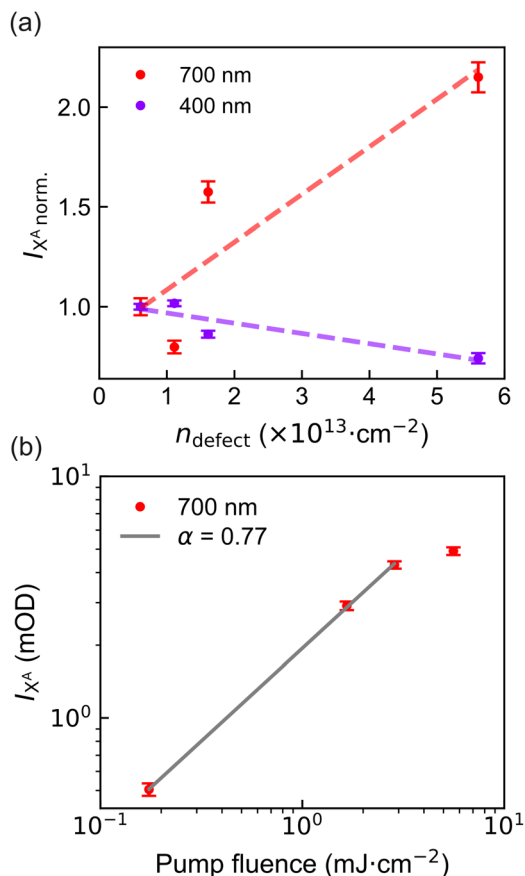 (a)
700 nm
400 nm
2.0
1.5
1.0
I_{X^A norm.}
0 1 2 3 4 5 6
n_{defect} (×10^{13}·cm^{−2})
(b)
10^1
700 nm
α = 0.77
I_{X^A} (mOD)
10^0
10^{−1} 10^0 10^1
Pump fluence (mJ·cm^{−2})